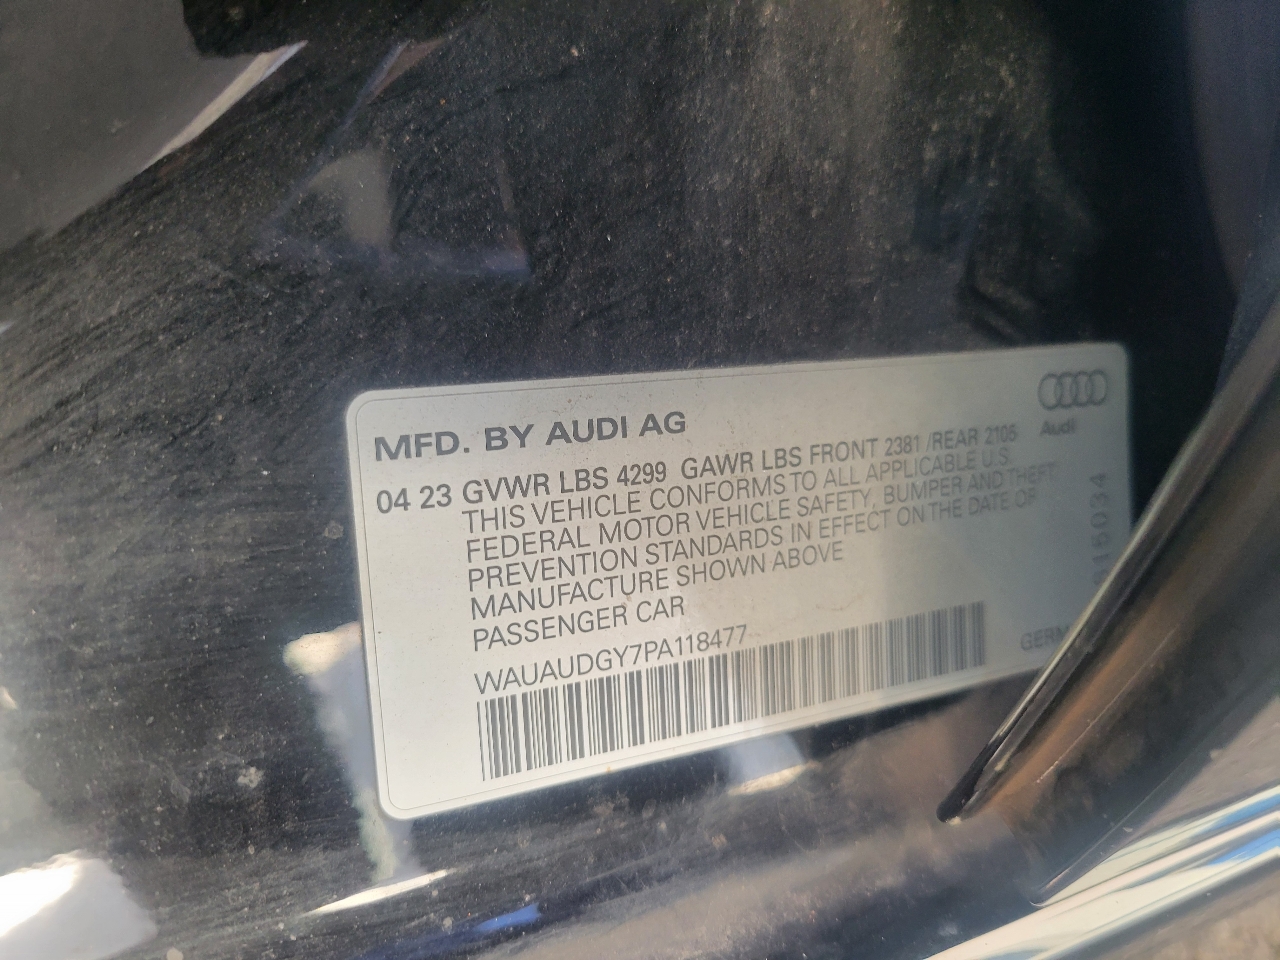 MFD. BY AUDI AG
Audi
04 23 GVWR LBS 4299 GAWR LBS FRONT 2381 /REAR 2105
THIS VEHICLE CONFORMS TO ALL APPLICABLE U.S.
FEDERAL MOTOR VEHICLE SAFETY, BUMPER AND THEFT
PREVENTION STANDARDS IN EFFECT ON THE DATE OF
MANUFACTURE SHOWN ABOVE
PASSENGER CAR
WAUAUDGY7PA118477